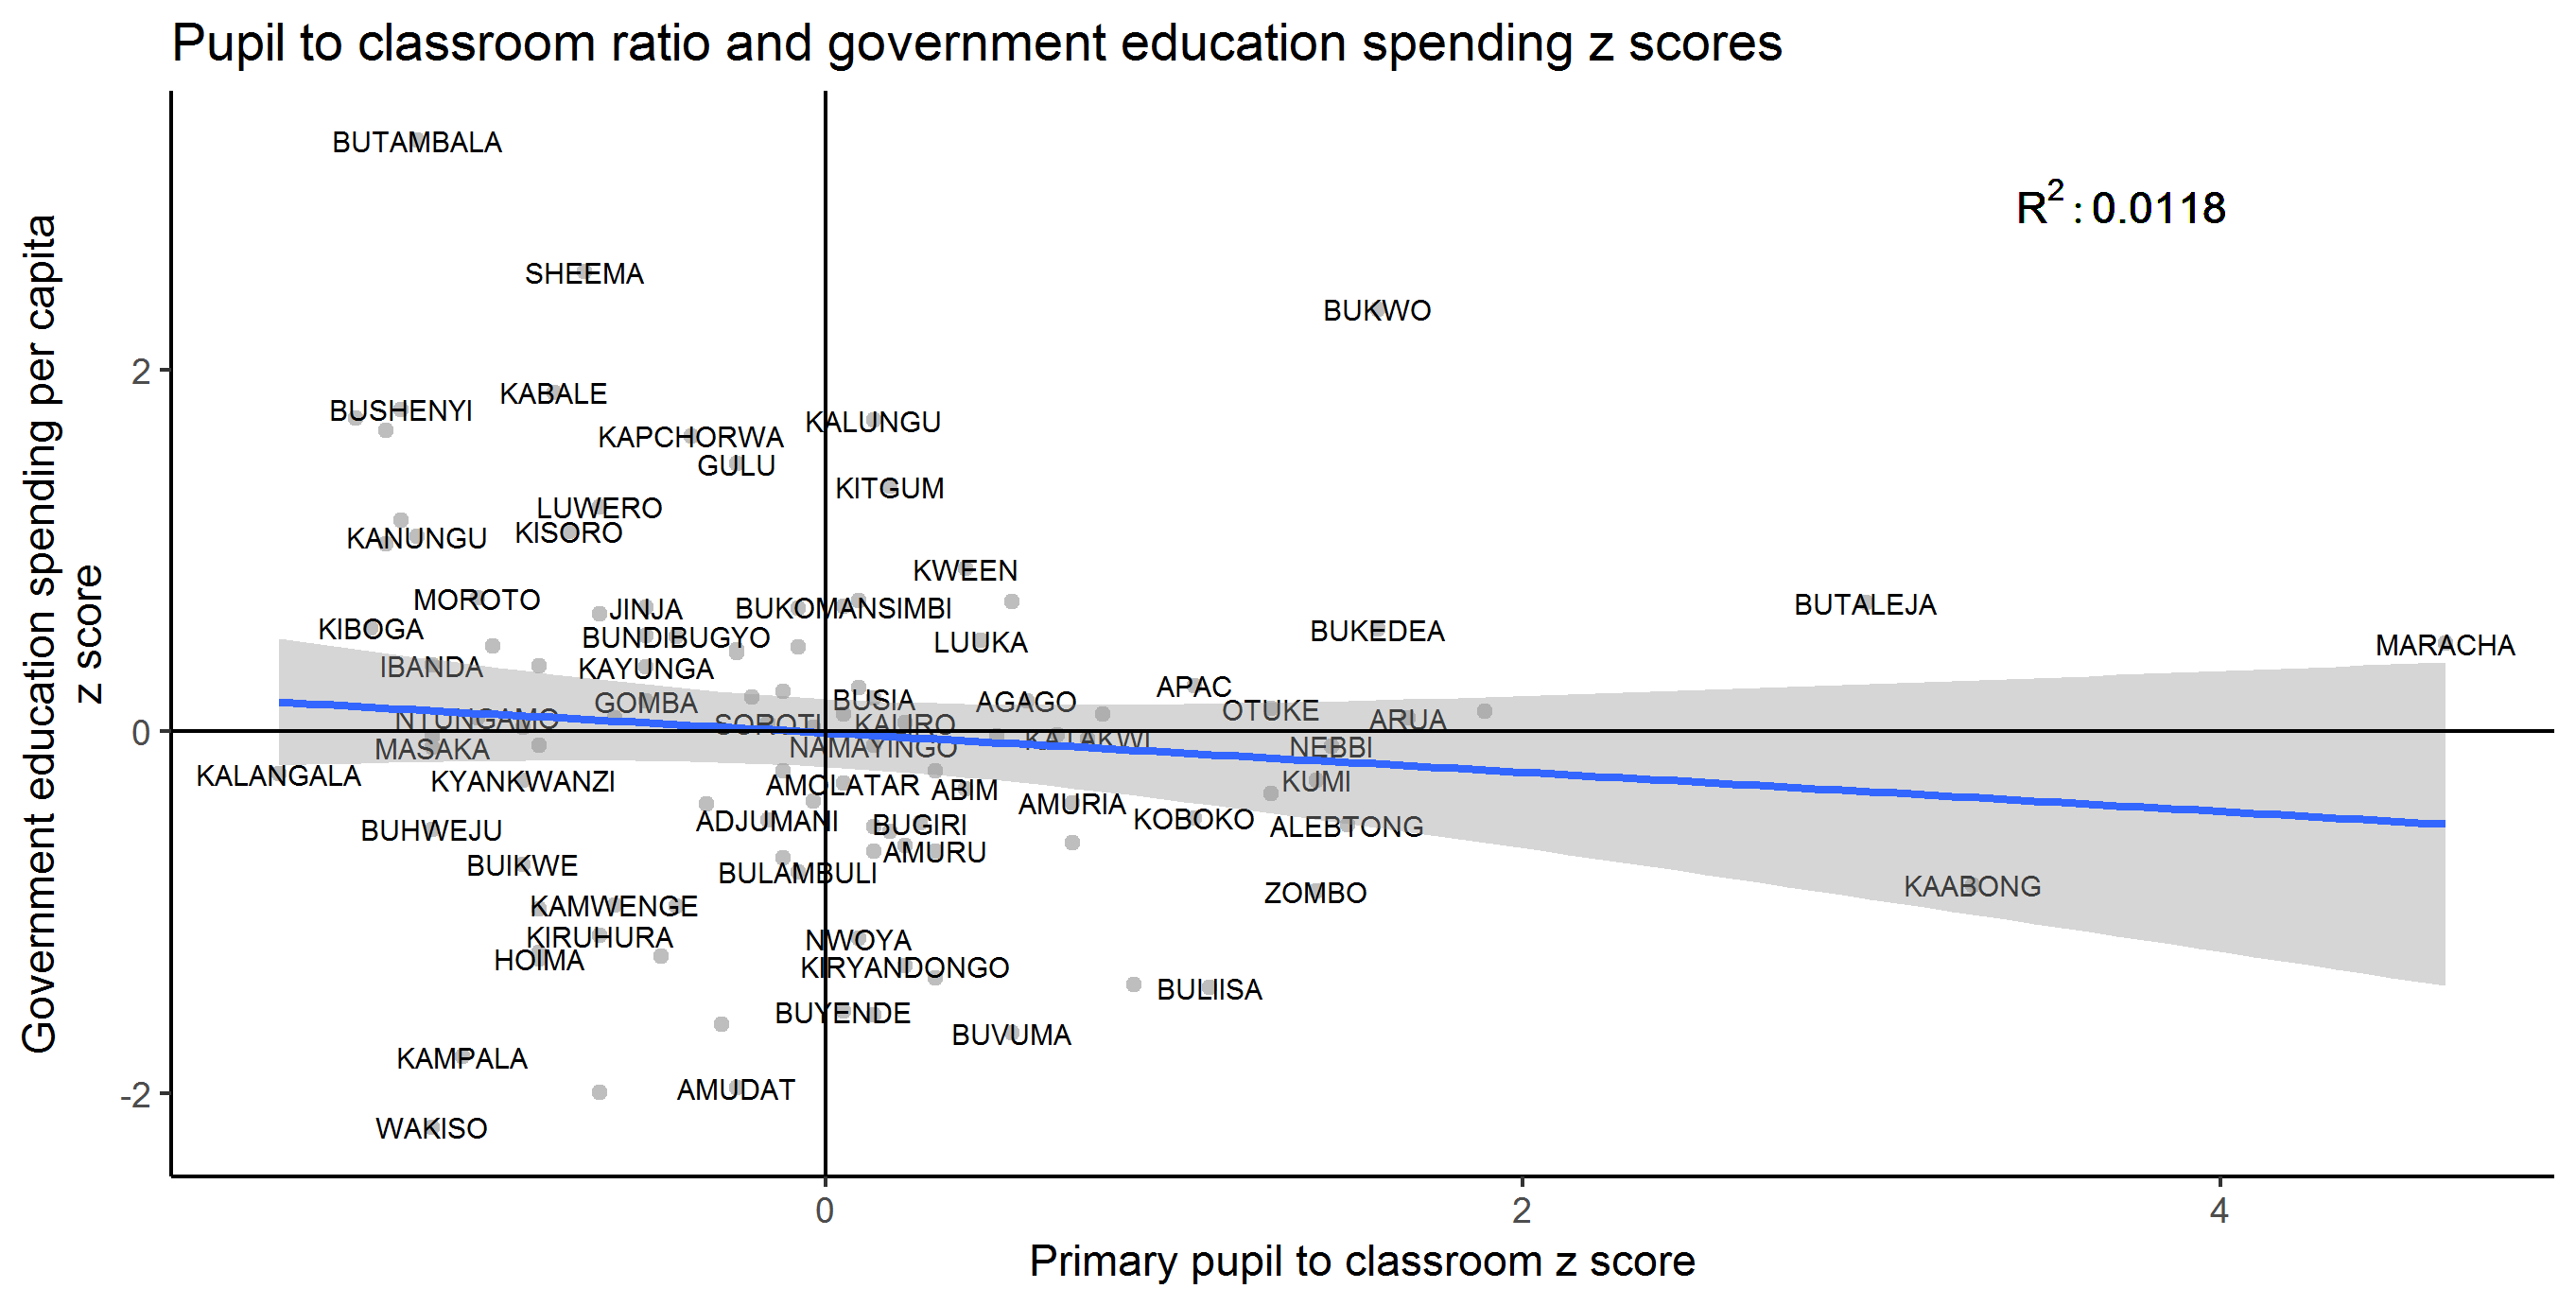 Pupil to classroom ratio and government education spending z scores
Government education spending per capita
z score
R2 : 0.0118
BUTAMBALA
SHEEMA
BUKWO
2
KABALE
BUSHENYI
KALUNGU
KAPCHORWA
GULU
KITGUM
LUWERO
KISORO
KANUNGU
KWEEN
MOROTO
JINJA
BUKOMANSIMBI
BUTALEJA
KIBOGA
BUNDIBUGYO
LUUKA
BUKEDEA
MARACHA
IBANDA
KAYUNGA
APAC
GOMBA
BUSIA
AGAGO
OTUKE
NTUNGAMO
SOROTI
KALIRO
ARUA
0
KATAKWI
MASAKA
NAMAYINGO
NEBBI
KALANGALA
KYANKWANZI
AMOLATAR
ABIM
KUMI
AMURIA
BUHWEJU
ADJUMANI
BUGIRI
KOBOKO
ALEBTONG
AMURU
BUIKWE
BULAMBULI
ZOMBO
KAABONG
KAMWENGE
KIRUHURA
NWOYA
HOIMA
KIRYANDONGO
BULIISA
BUYENDE
BUVUMA
KAMPALA
-2
AMUDAT
WAKISO
0
2
4
Primary pupil to classroom z score